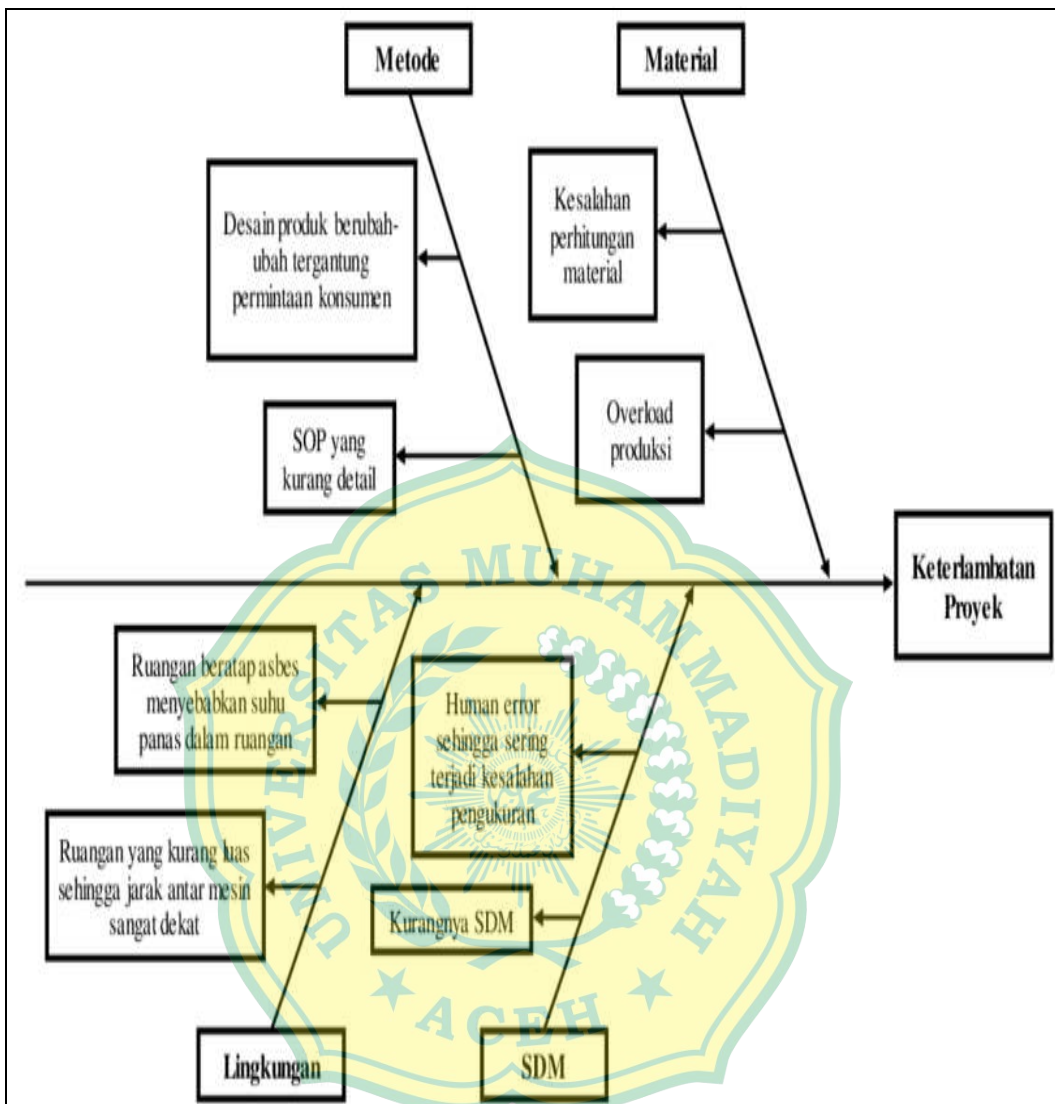 Metode
Material
Desain produk berubah-
ubah tergantung
permintaan konsumen
Kesalahan
perhitungan
material
SOP yang
kurang detail
Overload
produksi
Keterlambatan
Proyek
Ruangan beratap asbes
menyebabkan suhu
panas dalam ruangan
Human error
sehingga sering
terjadi kesalahan
pengukuran
Ruangan yang kurang luas
sehingga jarak antar mesin
sangat dekat
Kurangnya SDM
Lingkungan
SDM
UNIVERSITAS MUHAMMADIYAH
ACEH